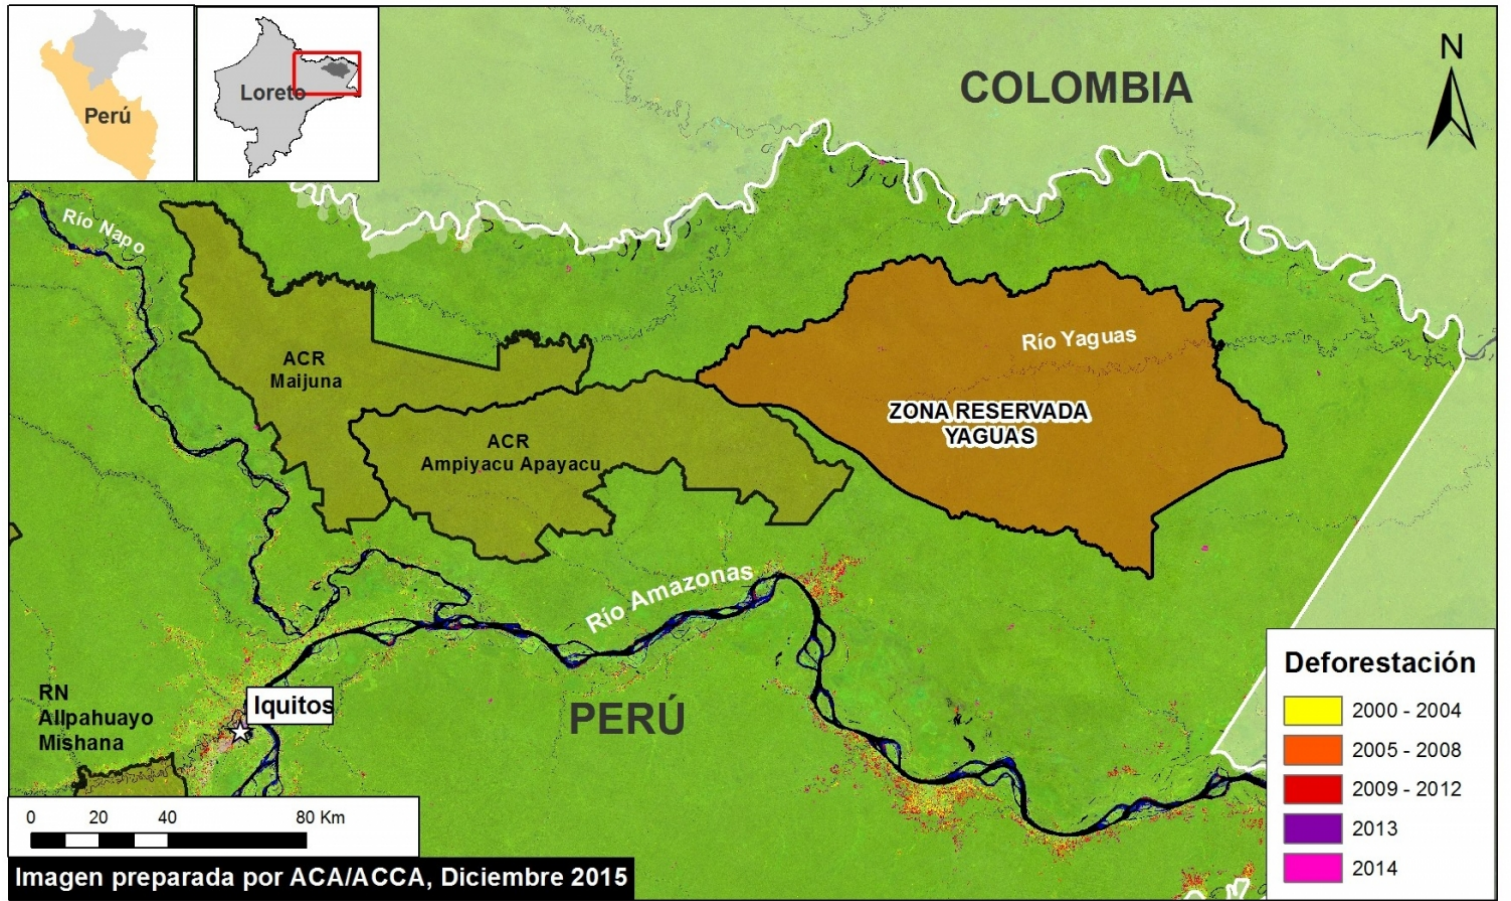 Perú
Loreto
COLOMBIA
N
Río Napo
ACR
Maijuna
ACR
Ampiyacu Apayacu
Río Yaguas
ZONA RESERVADA
YAGUAS
Río Amazonas
PERÚ
Iquitos
RN
Allpahuayo
Mishana
Deforestación
2000 - 2004
2005 - 2008
2009 - 2012
2013
2014
0 20 40 80 Km
Imagen preparada por ACA/ACCA, Diciembre 2015